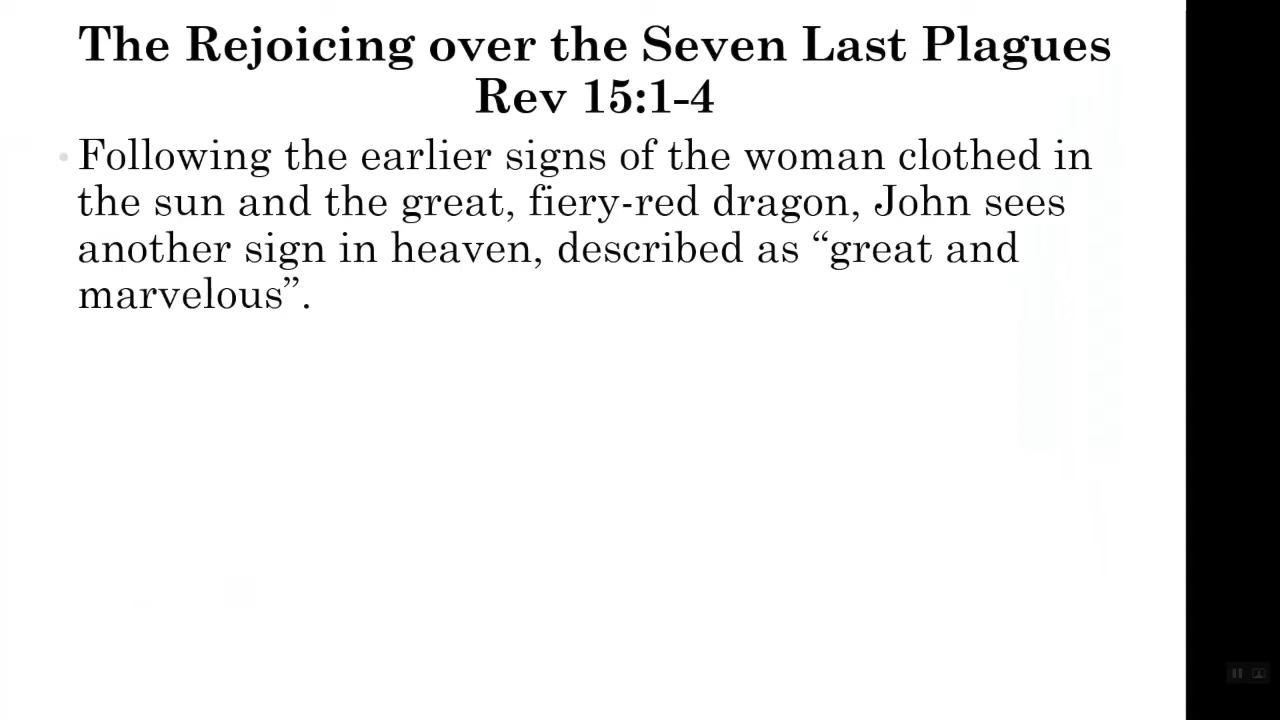 The Rejoicing over the Seven Last Plagues
Rev 15:1-4
• Following the earlier signs of the woman clothed in
the sun and the great, fiery-red dragon, John sees
another sign in heaven, described as “great and
marvelous”.